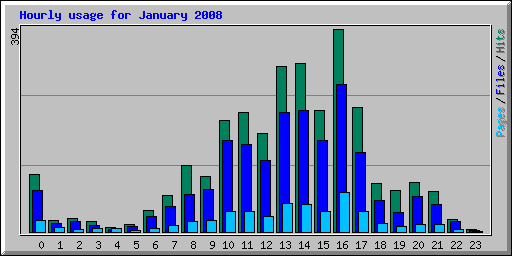 Hourly usage for January 2008
394
Pages/Files/Hits
0 1 2 3 4 5 6 7 8 9 10 11 12 13 14 15 16 17 18 19 20 21 22 23